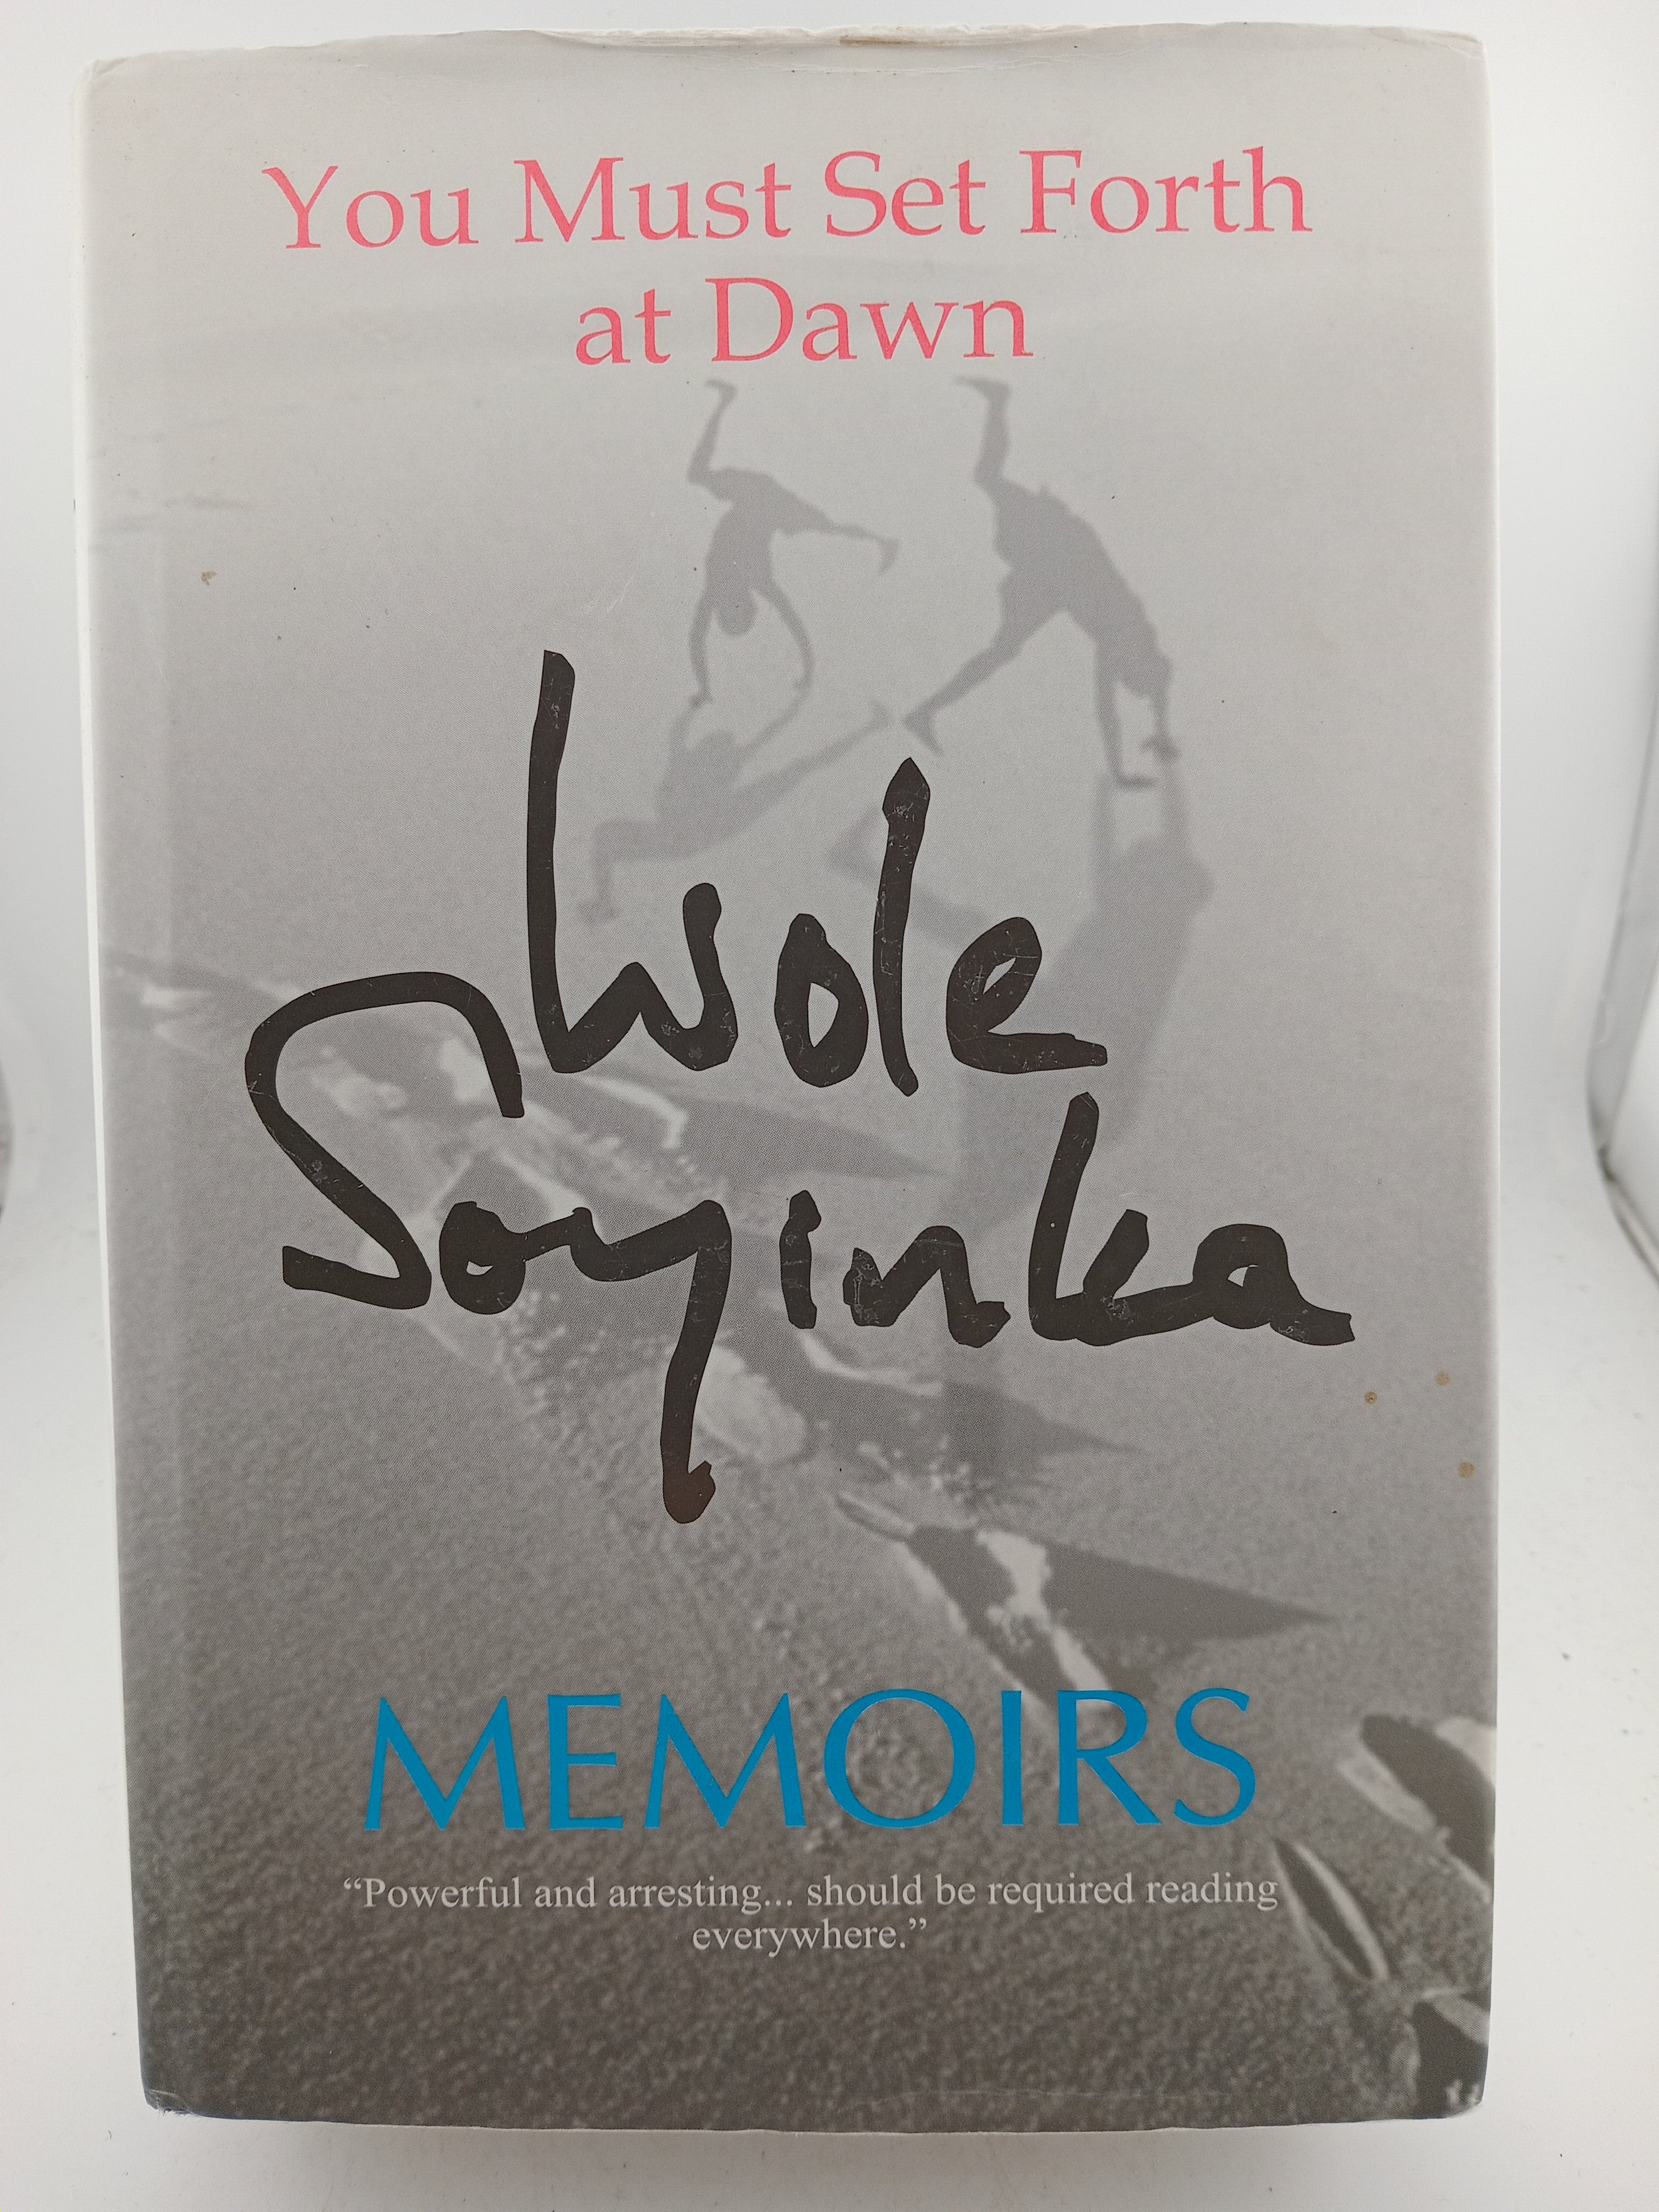 You Must Set Forth
at Dawn
Wole
Soyinka
MEMOIRS
“Powerful and arresting... should be required reading
everywhere.”